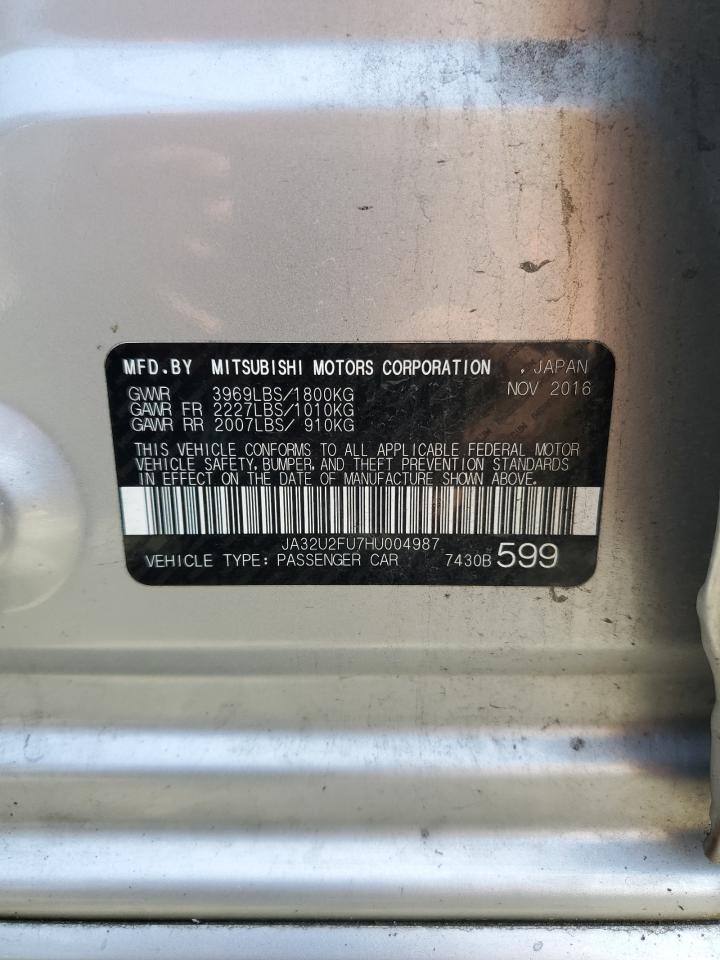 MFD.BY MITSUBISHI MOTORS CORPORATION , JAPAN
GVWR 3969LBS/1800KG NOV 2016
GAWR FR 2227LBS/1010KG
GAWR RR 2007LBS/ 910KG
THIS VEHICLE CONFORMS TO ALL APPLICABLE FEDERAL MOTOR
VEHICLE SAFETY, BUMPER, AND THEFT PREVENTION STANDARDS
IN EFFECT ON THE DATE OF MANUFACTURE SHOWN ABOVE.
JA32U2FU7HU004987
VEHICLE TYPE: PASSENGER CAR 7430B 599